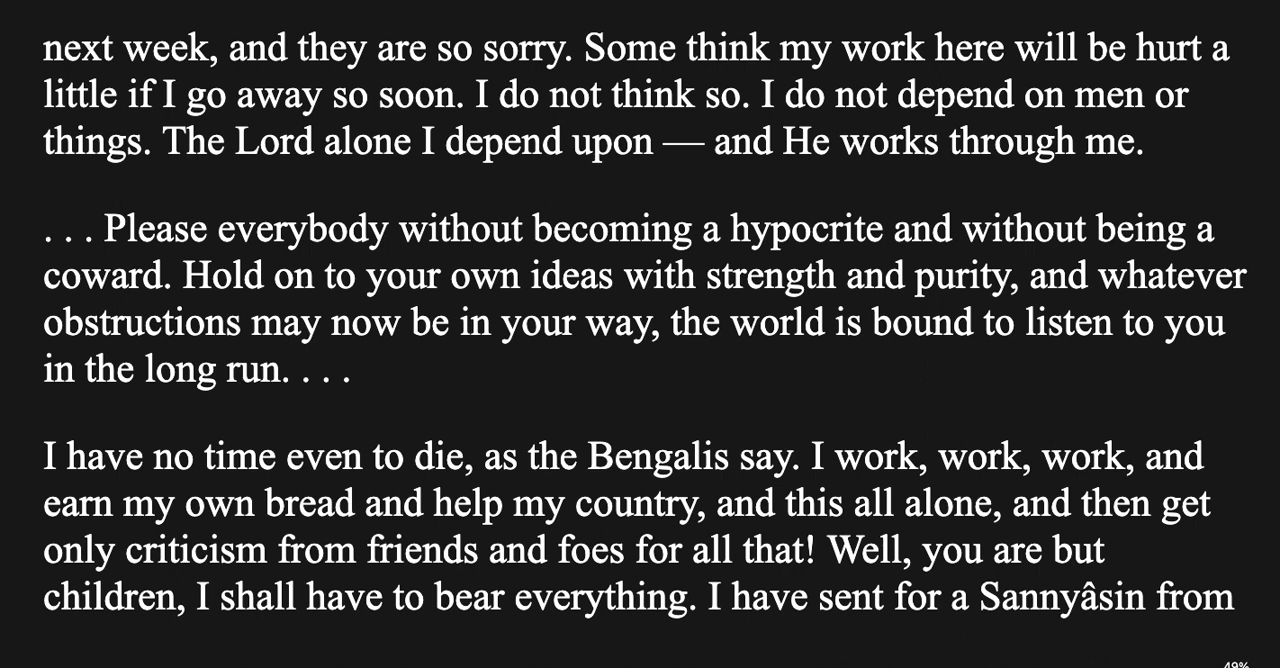 next week, and they are so sorry. Some think my work here will be hurt a
little if I go away so soon. I do not think so. I do not depend on men or
things. The Lord alone I depend upon — and He works through me.
. . . Please everybody without becoming a hypocrite and without being a
coward. Hold on to your own ideas with strength and purity, and whatever
obstructions may now be in your way, the world is bound to listen to you
in the long run. . . .
I have no time even to die, as the Bengalis say. I work, work, work, and
earn my own bread and help my country, and this all alone, and then get
only criticism from friends and foes for all that! Well, you are but
children, I shall have to bear everything. I have sent for a Sannyâsin from
49%